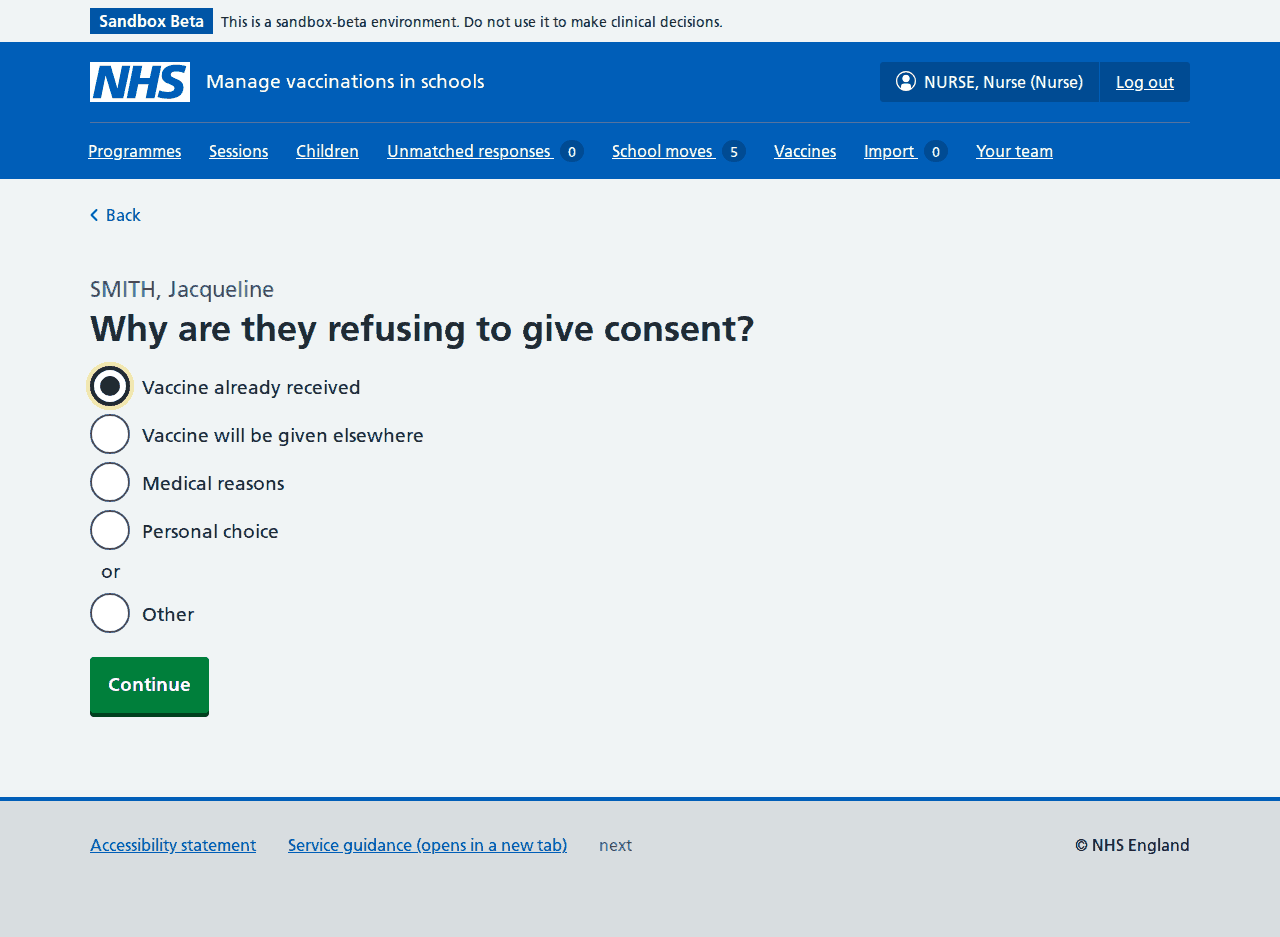 Sandbox Beta This is a sandbox-beta environment. Do not use it to make clinical decisions.
NHS Manage vaccinations in schools NURSE, Nurse (Nurse) Log out
Programmes Sessions Children Unmatched responses 0 School moves 5 Vaccines Import 0 Your team
Back
SMITH, Jacqueline
Why are they refusing to give consent?
Vaccine already received
Vaccine will be given elsewhere
Medical reasons
Personal choice
or
Other
Continue
Accessibility statement Service guidance (opens in a new tab) next © NHS England